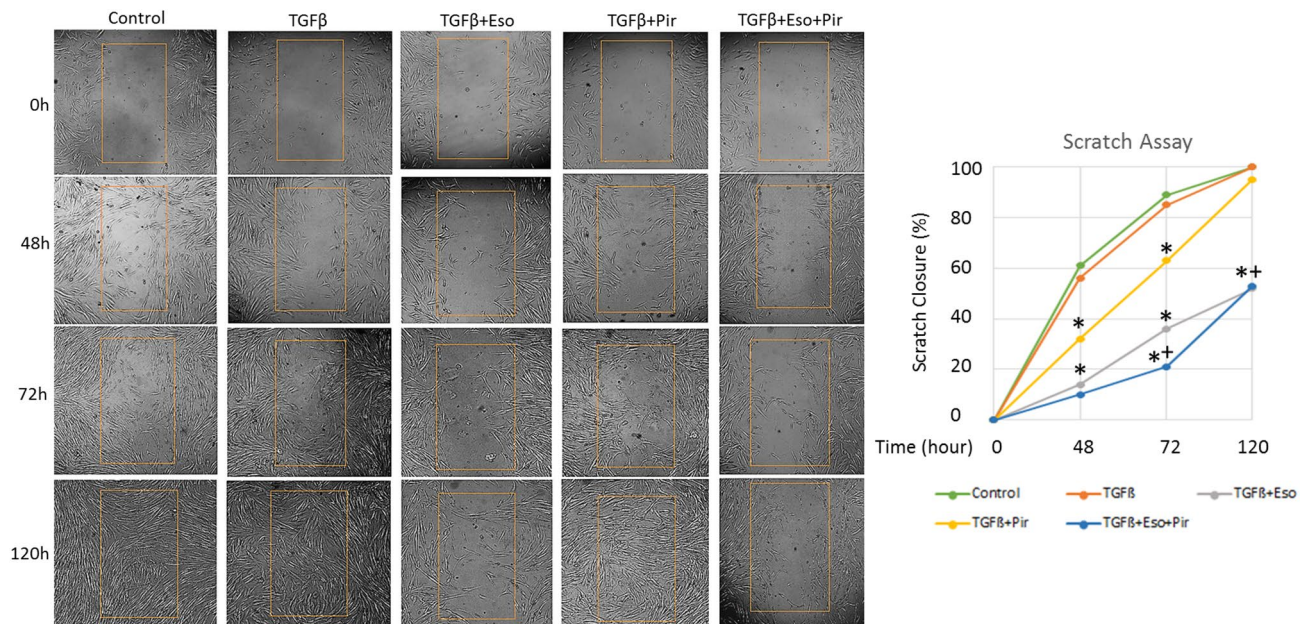 Control TGFβ TGFβ+Eso TGFβ+Pir TGFβ+Eso+Pir
0h
48h
72h
120h
Scratch Assay
Scratch Closure (%)
100
80
60
40
20
0
* * * * *+ *+
Time (hour) 0 48 72 120
Control TGFß TGFß+Eso
TGFß+Pir TGFß+Eso+Pir